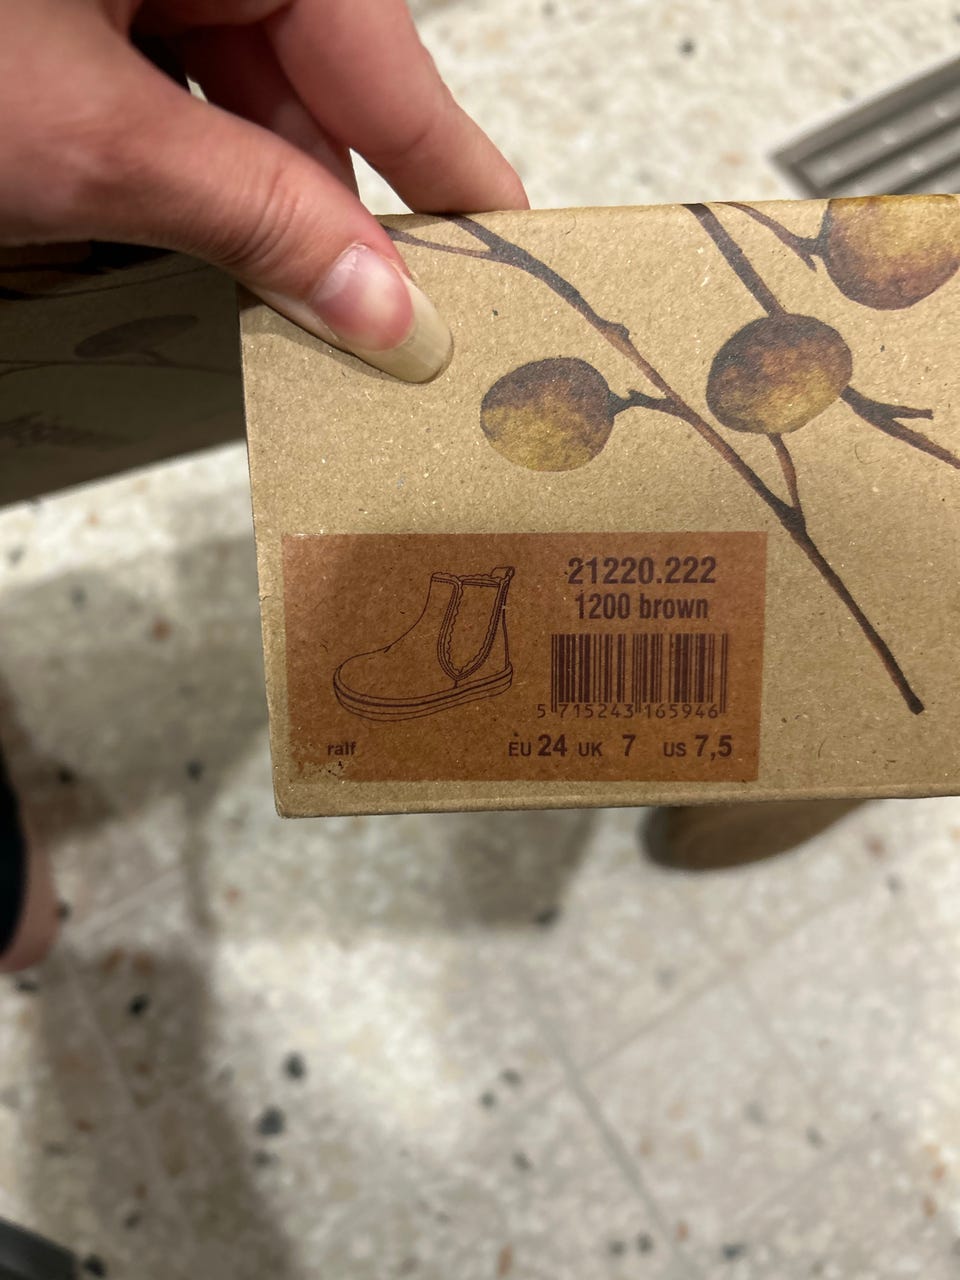 21220.222
1200 brown
5 715243 165946
ralf
EU 24 UK 7 US 7,5